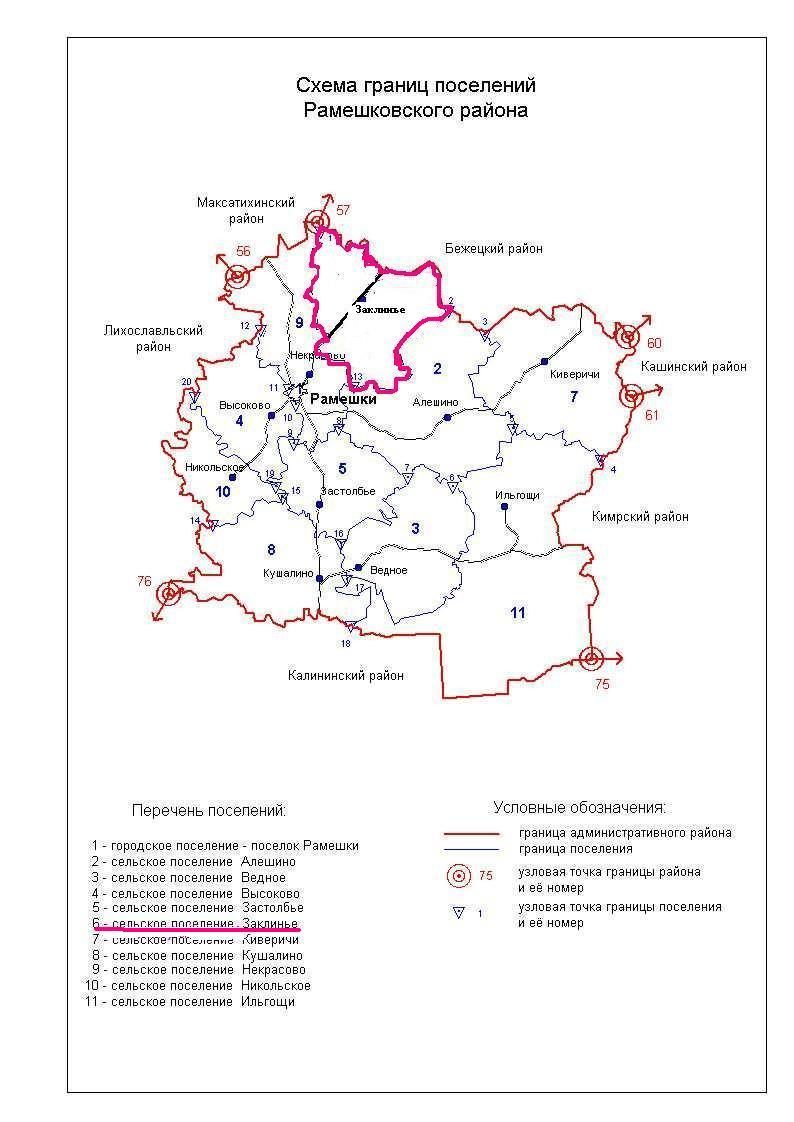 Схема границ поселений
Рамешковского района
Максатихинский
район
57
1
Бежецкий район
56
2
Заклинье
9
3
12
Лихославльский
район
60
Некрасово
Кашинский район
2
Киверичи
13
20
11
7
61
Рамешки
1
Высоково
Алешино
10
4
8
5
9
4
5
7
6
Никольское
19
15
Ильгощи
10
Застолбье
14
Кимрский район
3
16
8
Кушалино
Ведное
76
17
11
18
Калининский район
75
Перечень поселений:
1 - городское поселение - поселок Рамешки
2 - сельское поселение Алешино
3 - сельское поселение Ведное
4 - сельское поселение Высоково
5 - сельское поселение Застолбье
6 - сельское поселение Заклинье
7 - сельское поселение Киверичи
8 - сельское поселение Кушалино
9 - сельское поселение Некрасово
10 - сельское поселение Никольское
11 - сельское поселение Ильгощи
Условные обозначения:
граница административного района
граница поселения
75 узловая точка границы района
и её номер
1 узловая точка границы поселения
и её номер